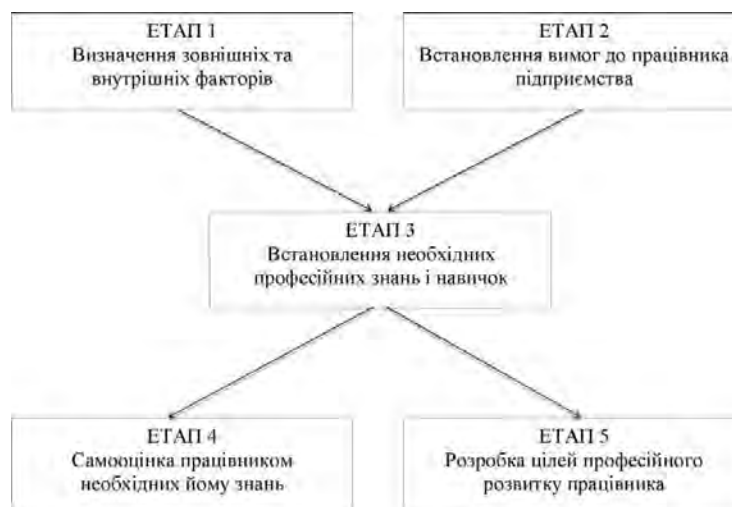 ЕТАП 1
Визначення зовнішніх та
внутрішніх факторів
ЕТАП 2
Встановлення вимог до працівника
підприємства
ЕТАП 3
Встановлення необхідних
професійних знань і навичок
ЕТАП 4
Самооцінка працівником
необхідних йому знань
ЕТАП 5
Розробка цілей професійного
розвитку працівника